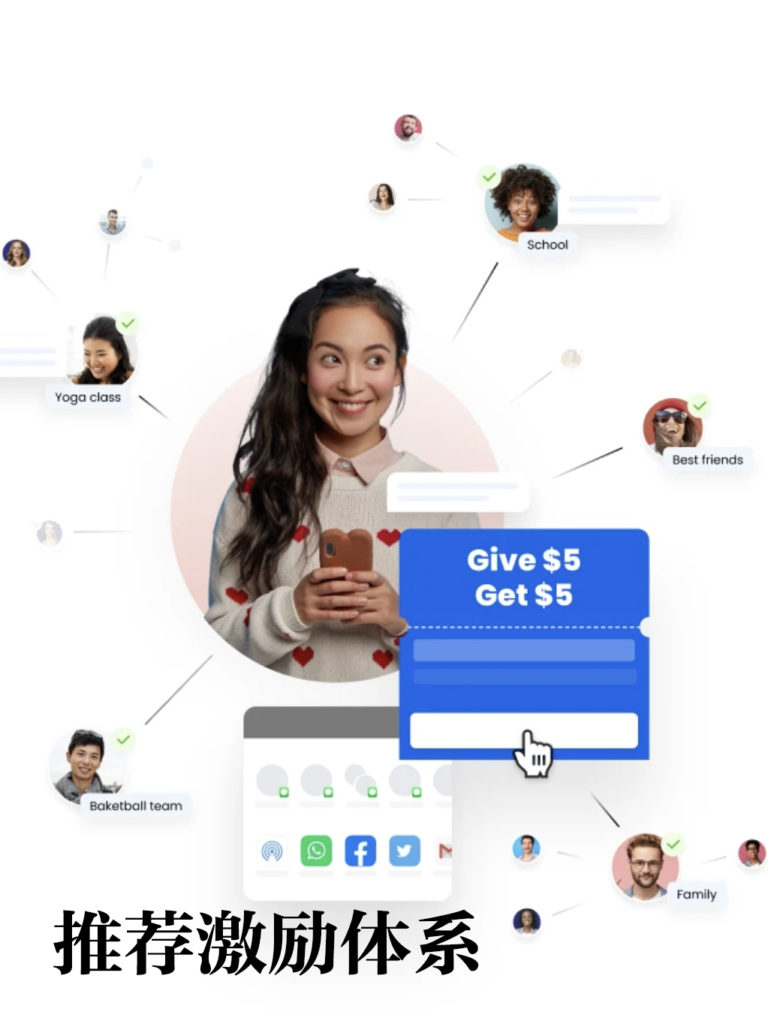 School
Yoga class
Best friends
Give $5
Get $5
Baketball team
Family
推荐激励体系